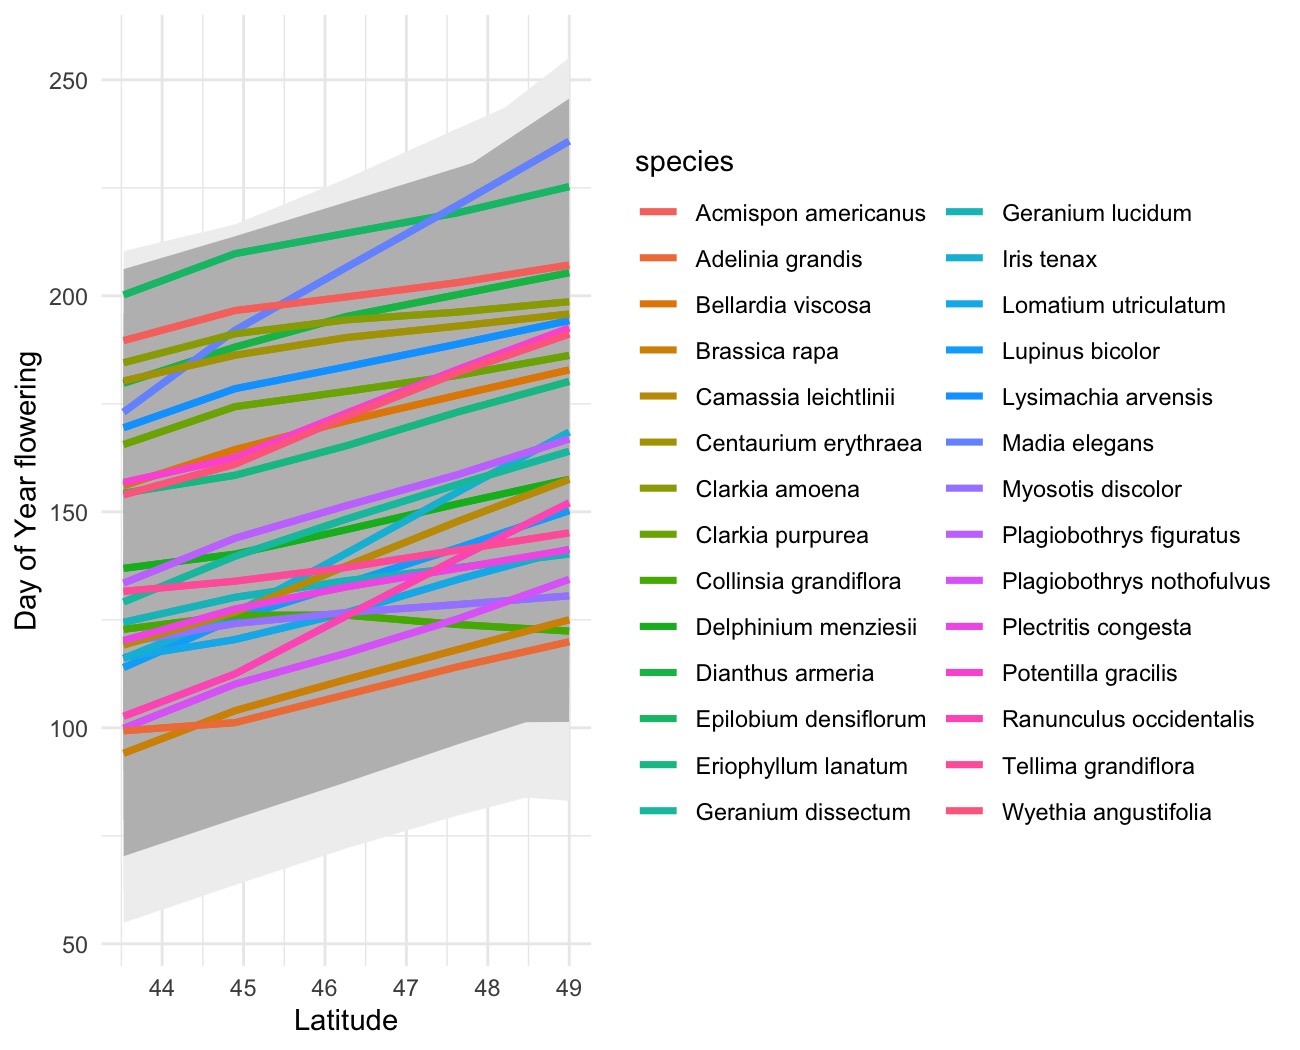 250
200
150
100
50
Day of Year flowering
44 45 46 47 48 49
Latitude
species
Acmispon americanus
Adelinia grandis
Bellardia viscosa
Brassica rapa
Camassia leichtlinii
Centaurium erythraea
Clarkia amoena
Clarkia purpurea
Collinsia grandiflora
Delphinium menziesii
Dianthus armeria
Epilobium densiflorum
Eriophyllum lanatum
Geranium dissectum
Geranium lucidum
Iris tenax
Lomatium utriculatum
Lupinus bicolor
Lysimachia arvensis
Madia elegans
Myosotis discolor
Plagiobothrys figuratus
Plagiobothrys nothofulvus
Plectritis congesta
Potentilla gracilis
Ranunculus occidentalis
Tellima grandiflora
Wyethia angustifolia